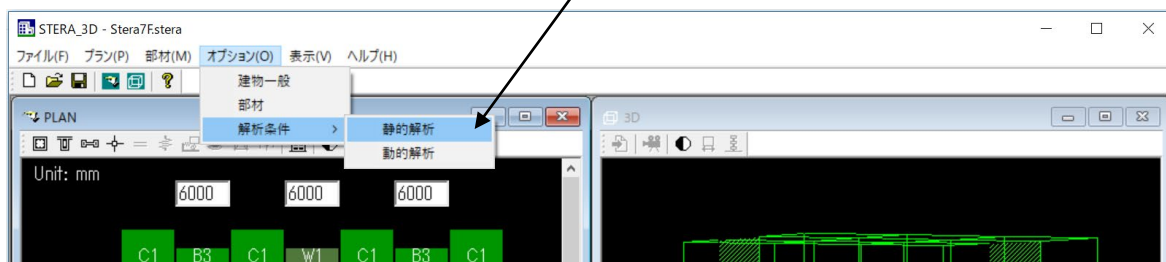 STERA_3D - Stera7F.stera
ファイル(F) プラン(P) 部材(M) オプション(O) 表示(V) ヘルプ(H)
建物一般
部材
解析条件
静的解析
動的解析
PLAN
Unit: mm
6000 6000 6000
C1 B3 C1 W1 C1 B3 C1
3D